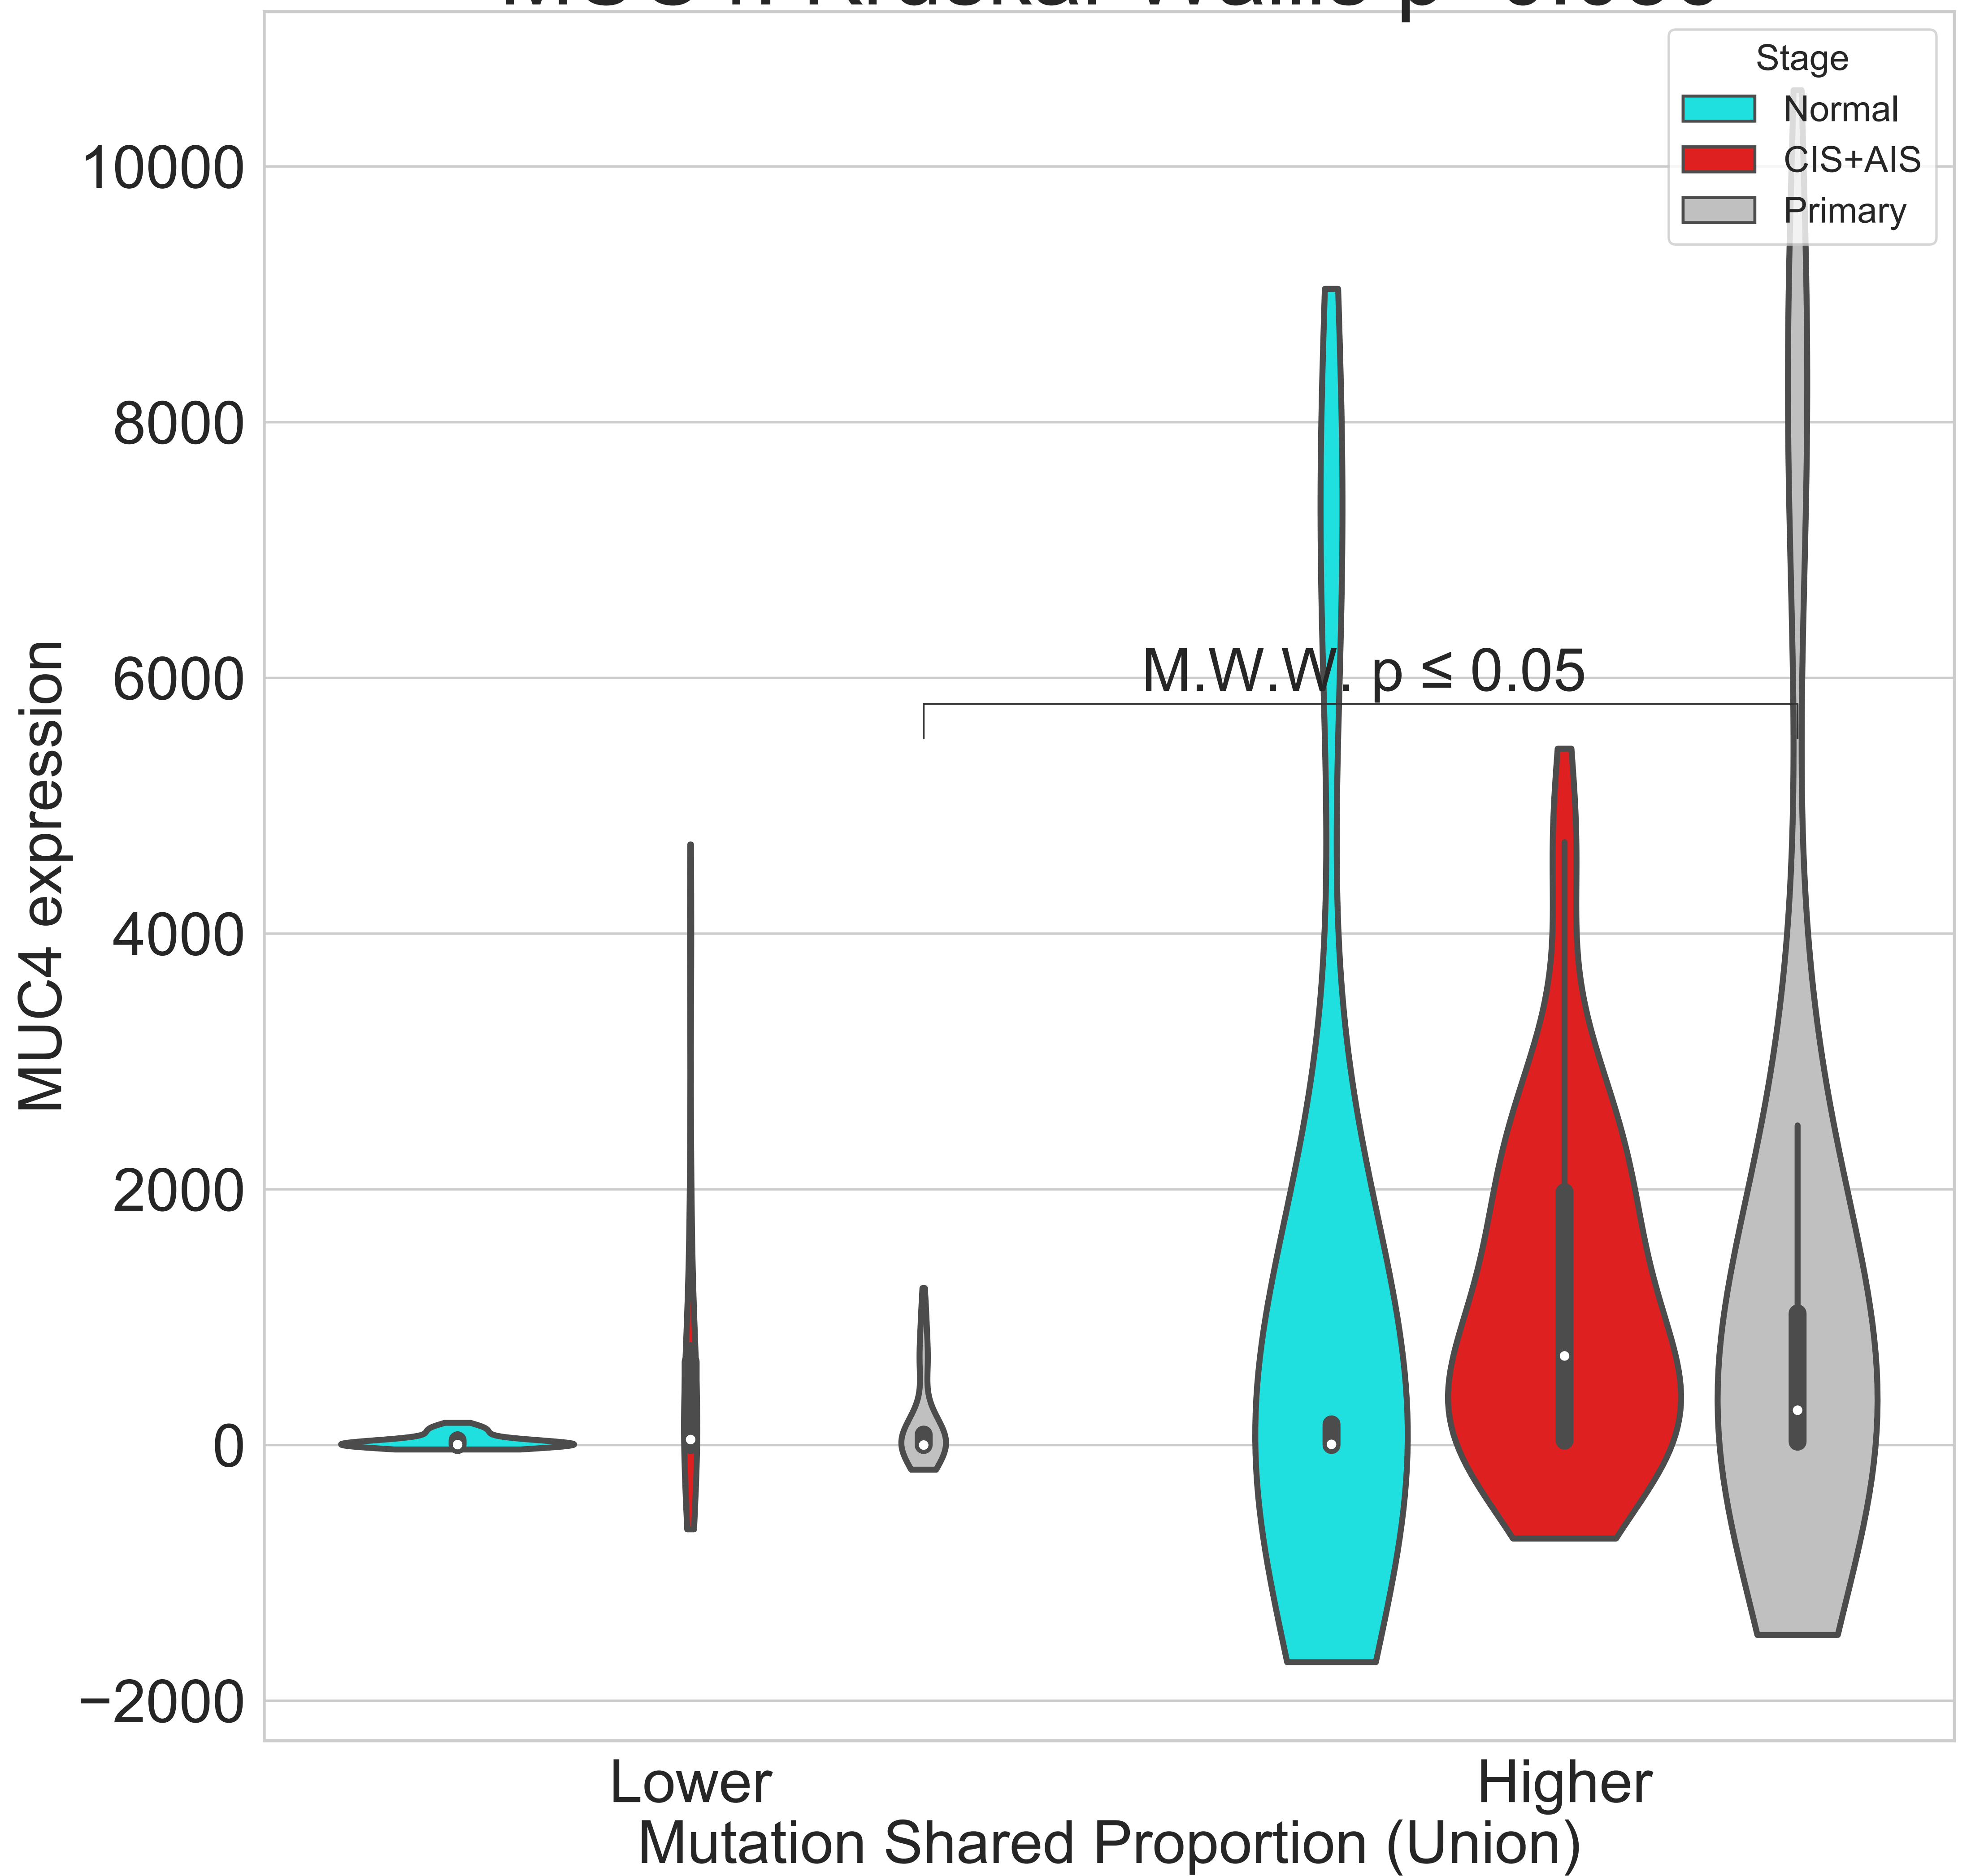 Stage
Normal
CIS+AIS
Primary
10000
8000
6000
4000
2000
0
−2000
MUC4 expression
M.W.W. p ≤ 0.05
Lower
Higher
Mutation Shared Proportion (Union)